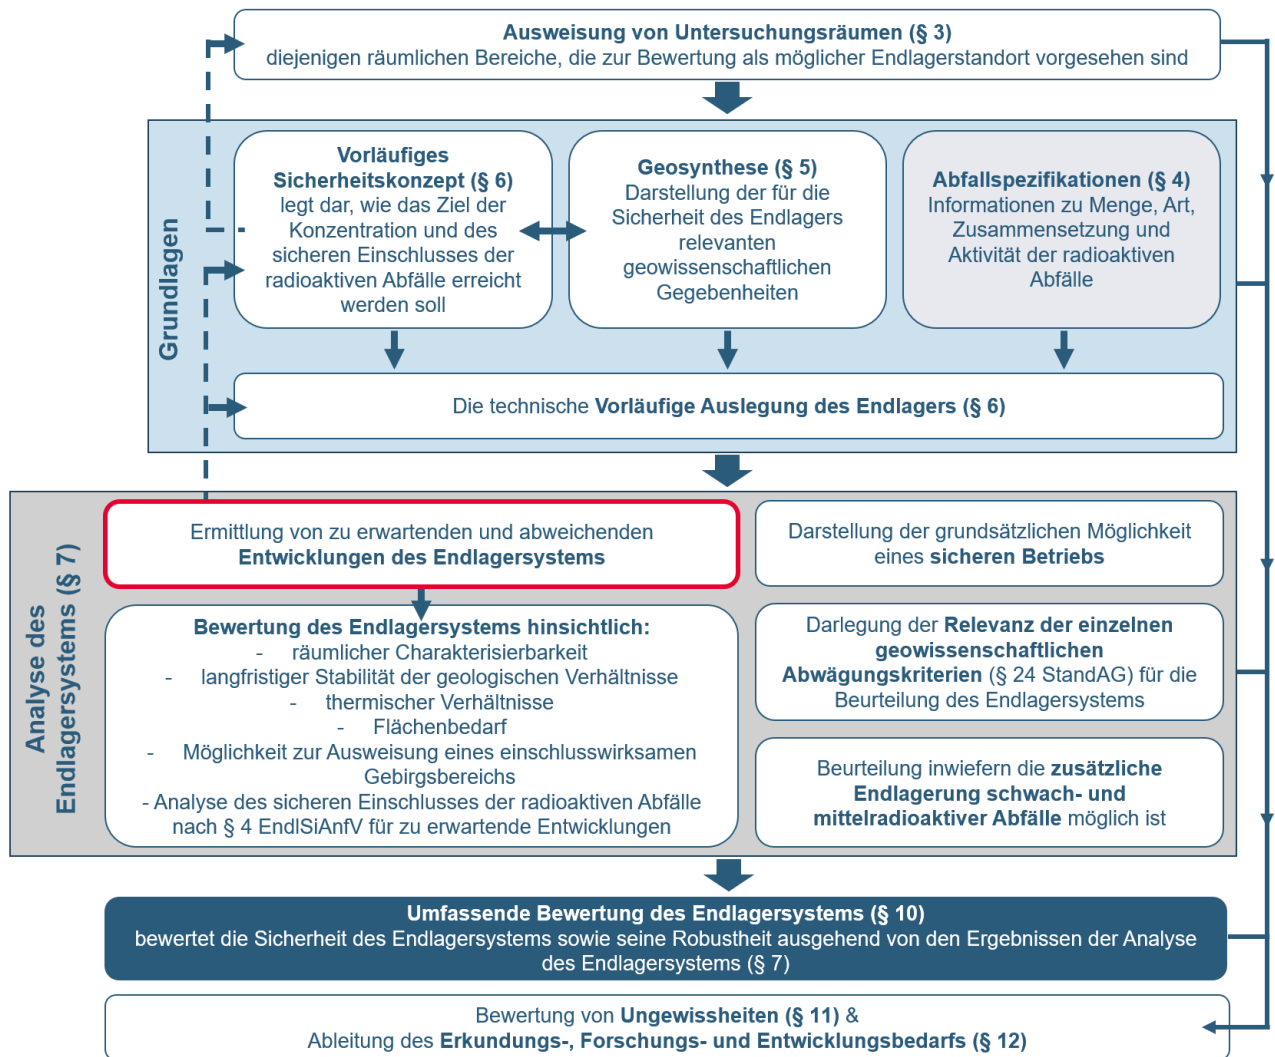 Ausweisung von Untersuchungsräumen (§ 3)
diejenigen räumlichen Bereiche, die zur Bewertung als möglicher Endlagerstandort vorgesehen sind
Grundlagen
Vorläufiges
Sicherheitskonzept (§ 6)
legt dar, wie das Ziel der
Konzentration und des
sicheren Einschlusses der
radioaktiven Abfälle erreicht
werden soll
Geosynthese (§ 5)
Darstellung der für die
Sicherheit des Endlagers
relevanten
geowissenschaftlichen
Gegebenheiten
Abfallspezifikationen (§ 4)
Informationen zu Menge, Art,
Zusammensetzung und
Aktivität der radioaktiven
Abfälle
Die technische Vorläufige Auslegung des Endlagers (§ 6)
Analyse des
Endlagersystems (§ 7)
Ermittlung von zu erwartenden und abweichenden
Entwicklungen des Endlagersystems
Bewertung des Endlagersystems hinsichtlich:
- räumlicher Charakterisierbarkeit
- langfristiger Stabilität der geologischen Verhältnisse
- thermischer Verhältnisse
- Flächenbedarf
- Möglichkeit zur Ausweisung eines einschlusswirksamen
Gebirgsbereichs
- Analyse des sicheren Einschlusses der radioaktiven Abfälle
nach § 4 EndlSiAnfV für zu erwartende Entwicklungen
Darstellung der grundsätzlichen Möglichkeit
eines sicheren Betriebs
Darlegung der Relevanz der einzelnen
geowissenschaftlichen
Abwägungskriterien (§ 24 StandAG) für die
Beurteilung des Endlagersystems
Beurteilung inwiefern die zusätzliche
Endlagerung schwach- und
mittelradioaktiver Abfälle möglich ist
Umfassende Bewertung des Endlagersystems (§ 10)
bewertet die Sicherheit des Endlagersystems sowie seine Robustheit ausgehend von den Ergebnissen der Analyse
des Endlagersystems (§ 7)
Bewertung von Ungewissheiten (§ 11) &
Ableitung des Erkundungs-, Forschungs- und Entwicklungsbedarfs (§ 12)